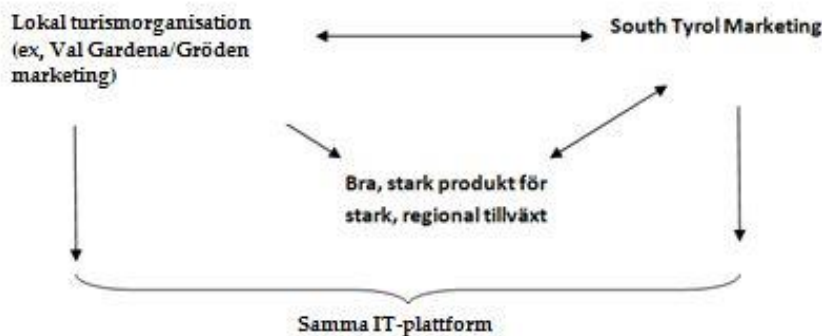 Lokal turismorganisation
(ex, Val Gardena/Gröden
marketing)
South Tyrol Marketing
Bra, stark produkt för
stark, regional tillväxt
Samma IT-plattform